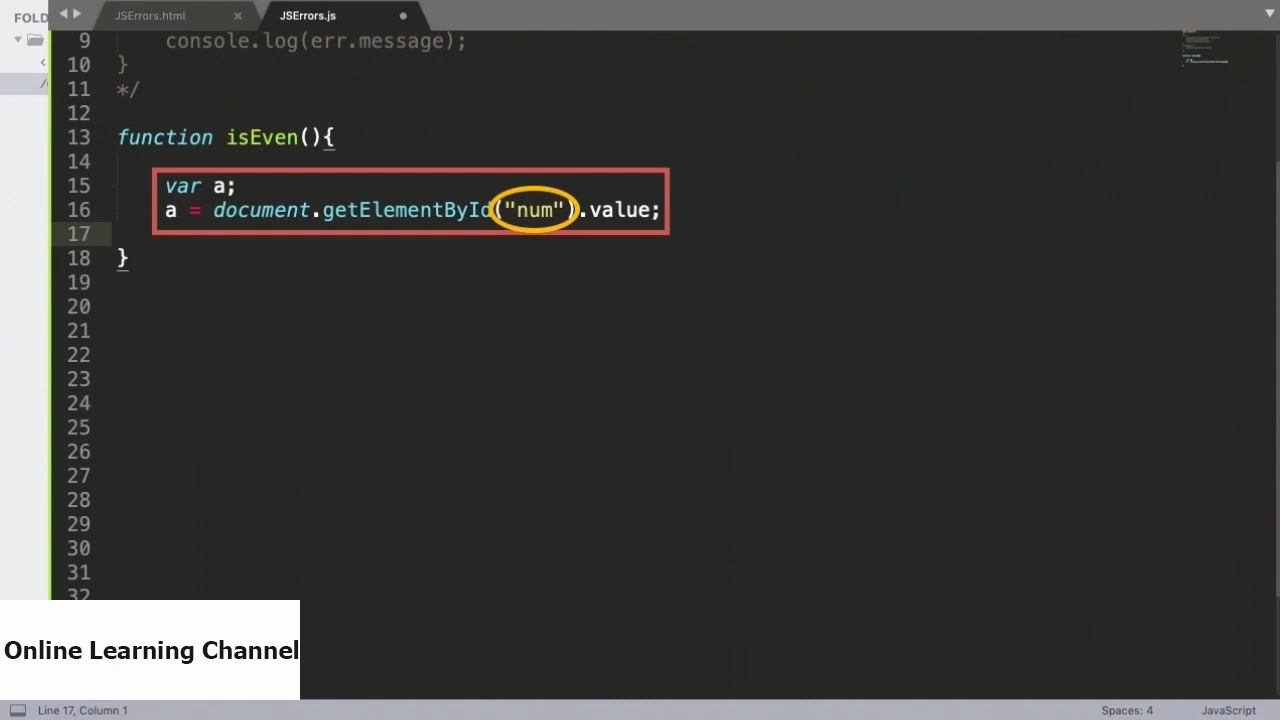 FOLD
JSErrors.html ×
JSErrors.js
9 console.log(err.message);
10 }
11 */
12
13 function isEven(){
14
15 var a;
16 a = document.getElementById("num").value;
17
18 }
19
20
21
22
23
24
25
26
27
28
29
30
31
32
Online Learning Channel
Line 17, Column 1
Spaces: 4
JavaScript